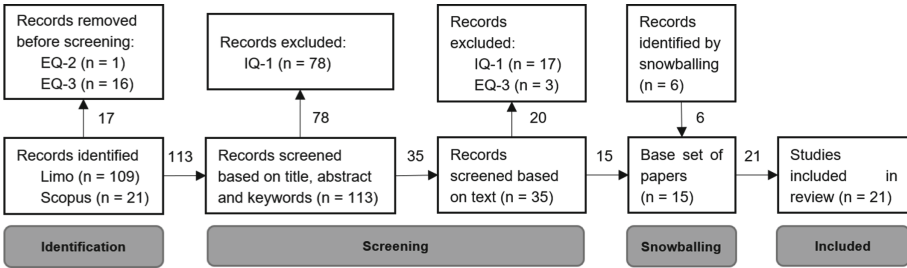 Records removed
before screening:
EQ-2 (n = 1)
EQ-3 (n = 16)
Records excluded:
IQ-1 (n = 78)
Records
excluded:
IQ-1 (n = 17)
EQ-3 (n = 3)
Records
identified by
snowballing
(n = 6)
17
78
20
6
Records identified
Limo (n = 109)
Scopus (n = 21)
113
Records screened
based on title, abstract
and keywords (n = 113)
35
Records
screened based
on text (n = 35)
15
Base set of
papers
(n = 15)
21
Studies
included in
review (n = 21)
Identification
Screening
Snowballing
Included